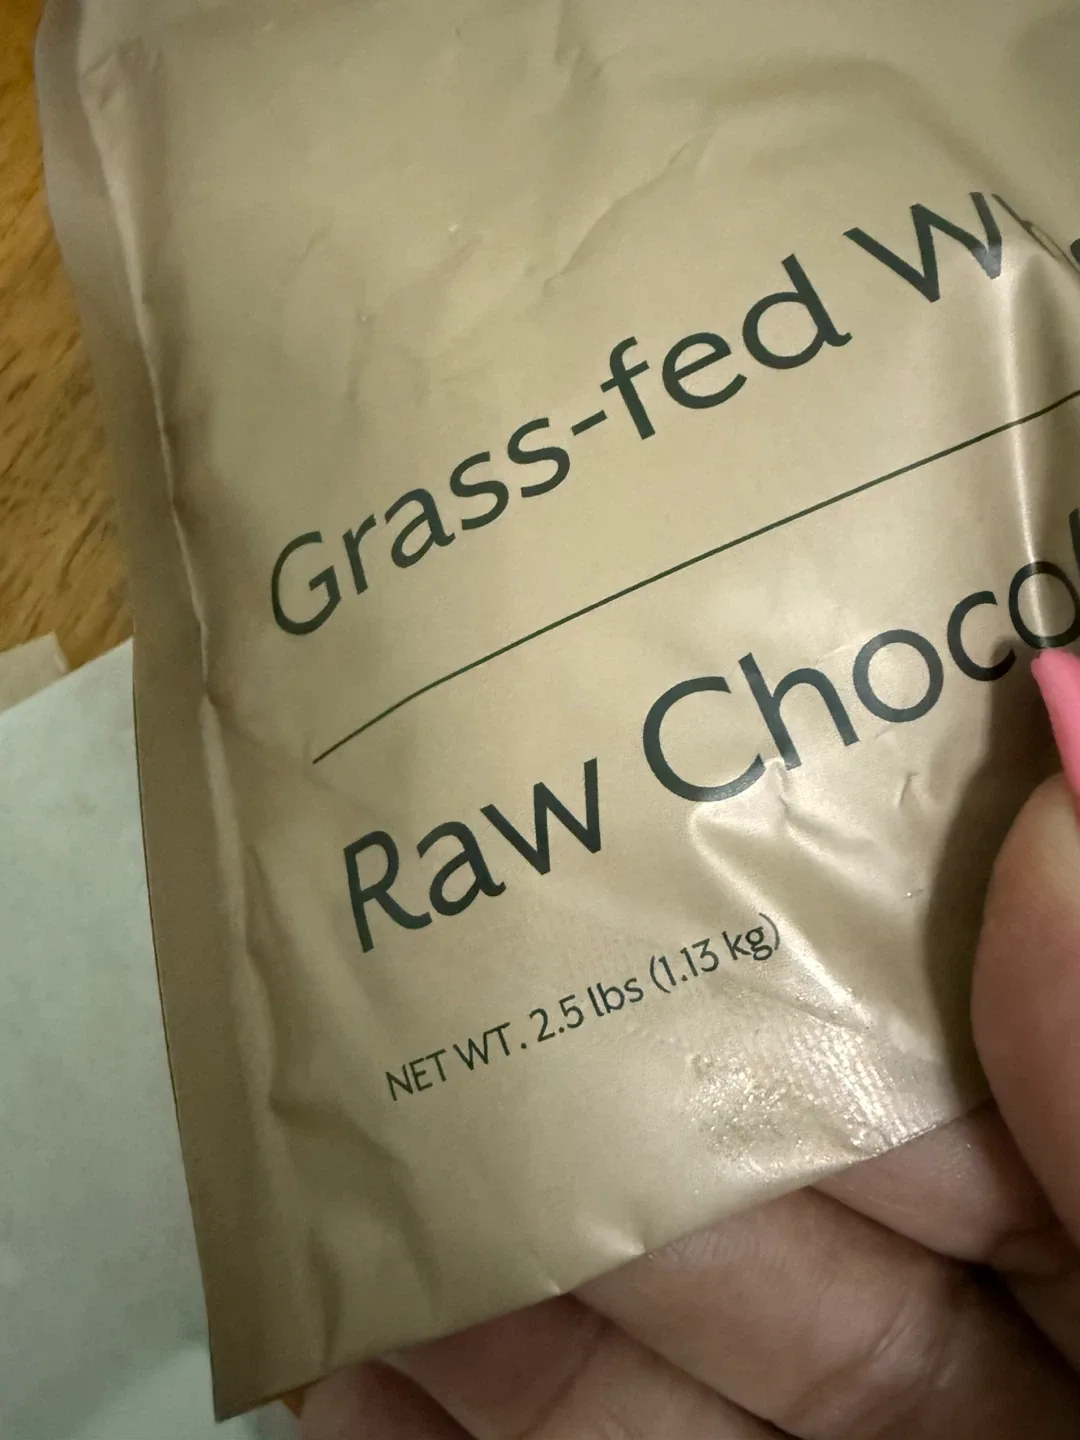 Grass-fed
Raw
NET WT. 2.5 lbs (1.13 kg)